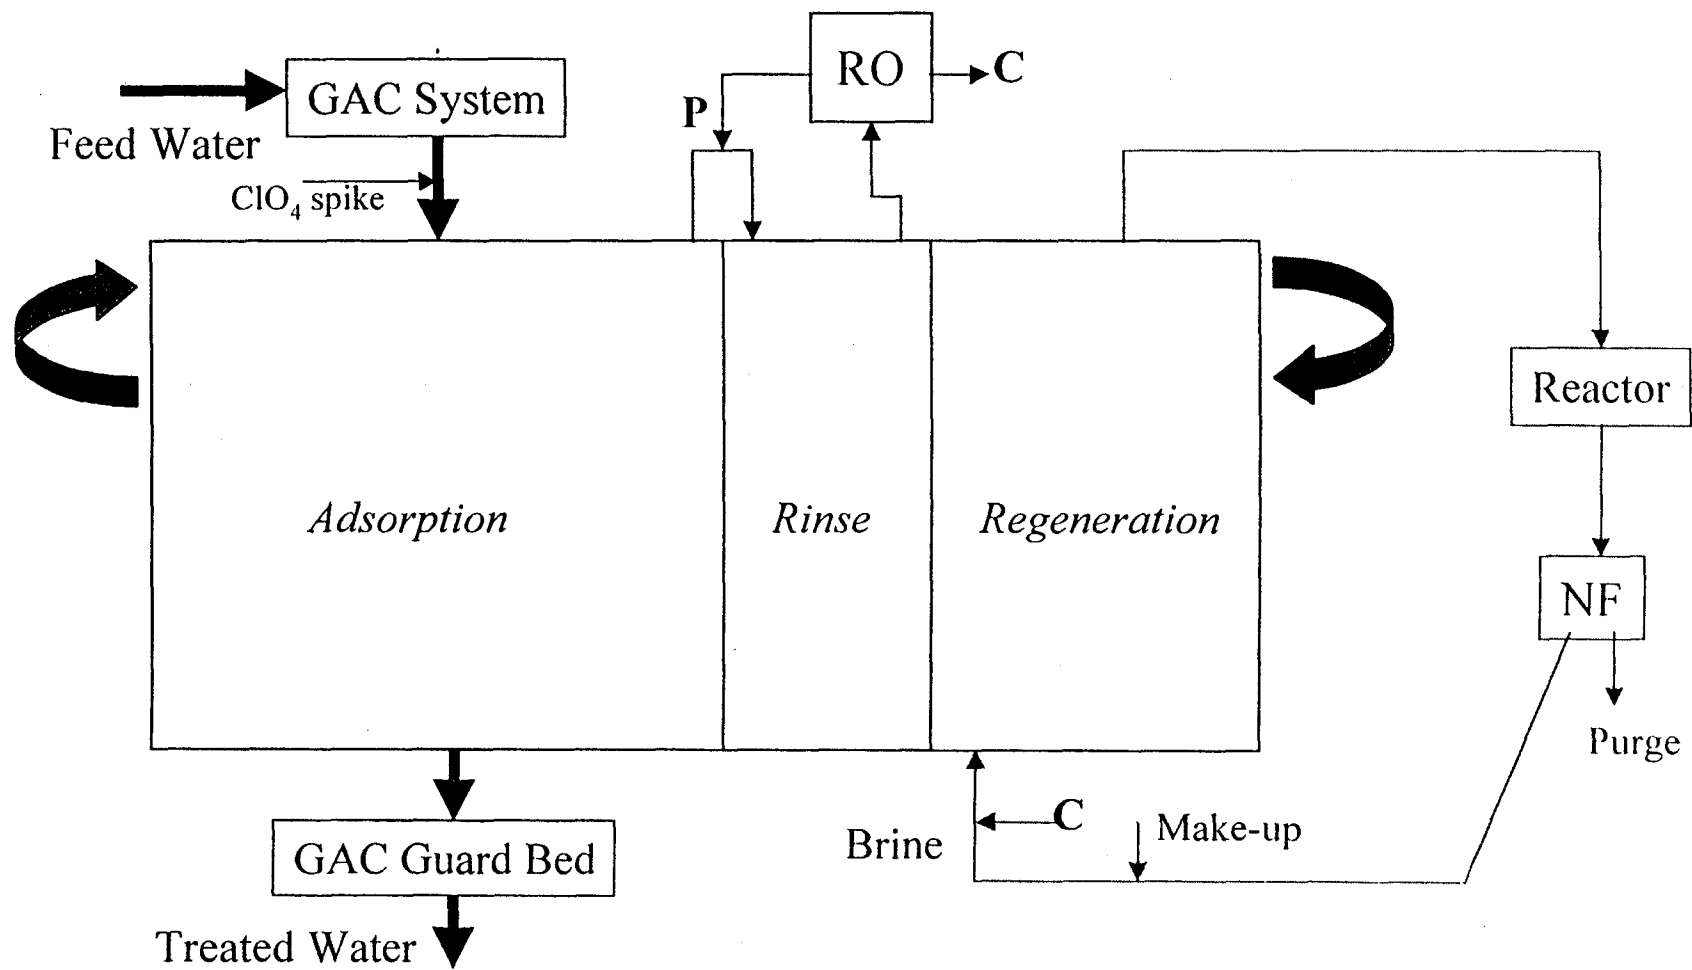 RO
C
GAC System
P
Feed Water
ClO4 spike
Reactor
Adsorption
Rinse
Regeneration
NF
Purge
C
Make-up
Brine
GAC Guard Bed
Treated Water